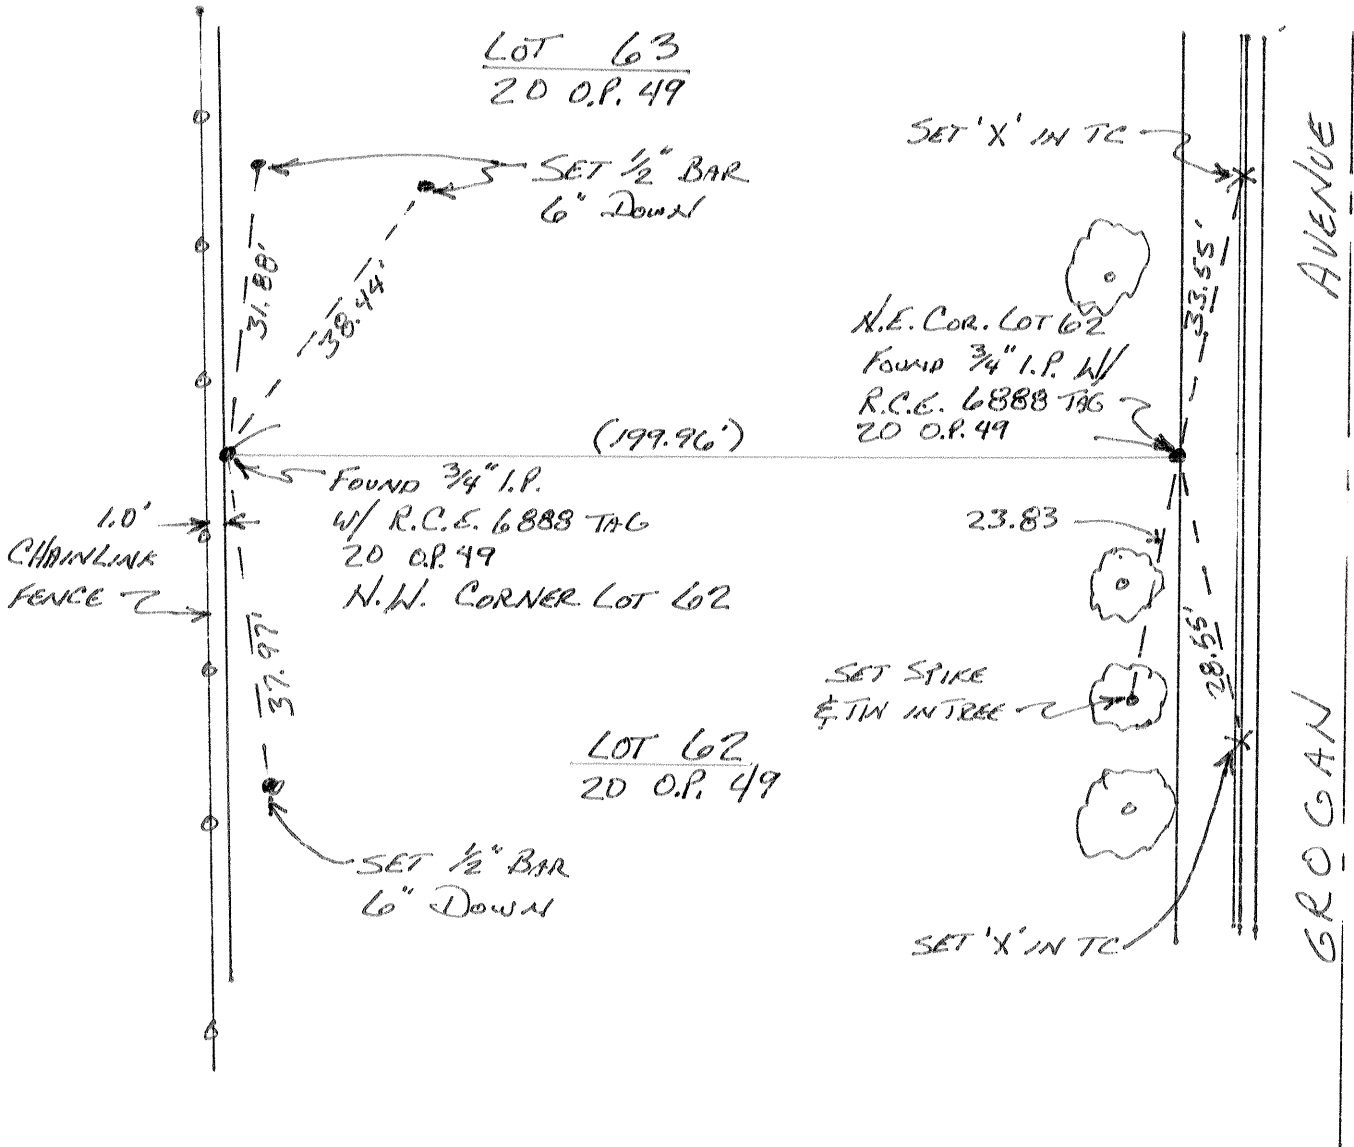 LOT 63
20 O.P. 49
SET 'X' IN TC
AVENUE
SET 1/2" BAR
6" DOWN
31.88'
38.44'
33.55'
N.E. COR. LOT 62
FOUND 3/4" I.P. W/
R.C.E. 6888 TAG
20 O.P. 49
(199.96')
FOUND 3/4" I.P.
W/ R.C.E. 6888 TAG
20 O.P. 49
N.W. CORNER LOT 62
1.0'
CHAINLINK
FENCE
23.83
37.97'
28.55'
SET SPIKE
& TIN IN TREE
LOT 62
20 O.P. 49
GROGAN
SET 1/2" BAR
6" DOWN
SET 'X' IN TC